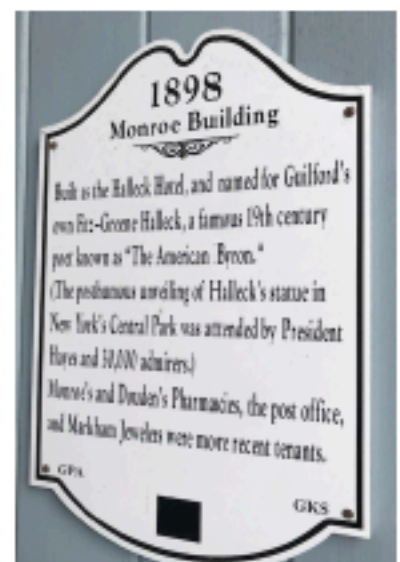 1898
Monroe Building
Built as the Halleck Hotel, and named for Guilford's
own Fitz-Greene Halleck, a famous 19th century
poet known as "The American Byron."
(The posthumous unveiling of Halleck's statue in
New York's Central Park was attended by President
Hayes and 30,000 admirers.)
Monroe's and Douden's Pharmacies, the post office,
and Markham Jewelers were more recent tenants.
GPA
GKS